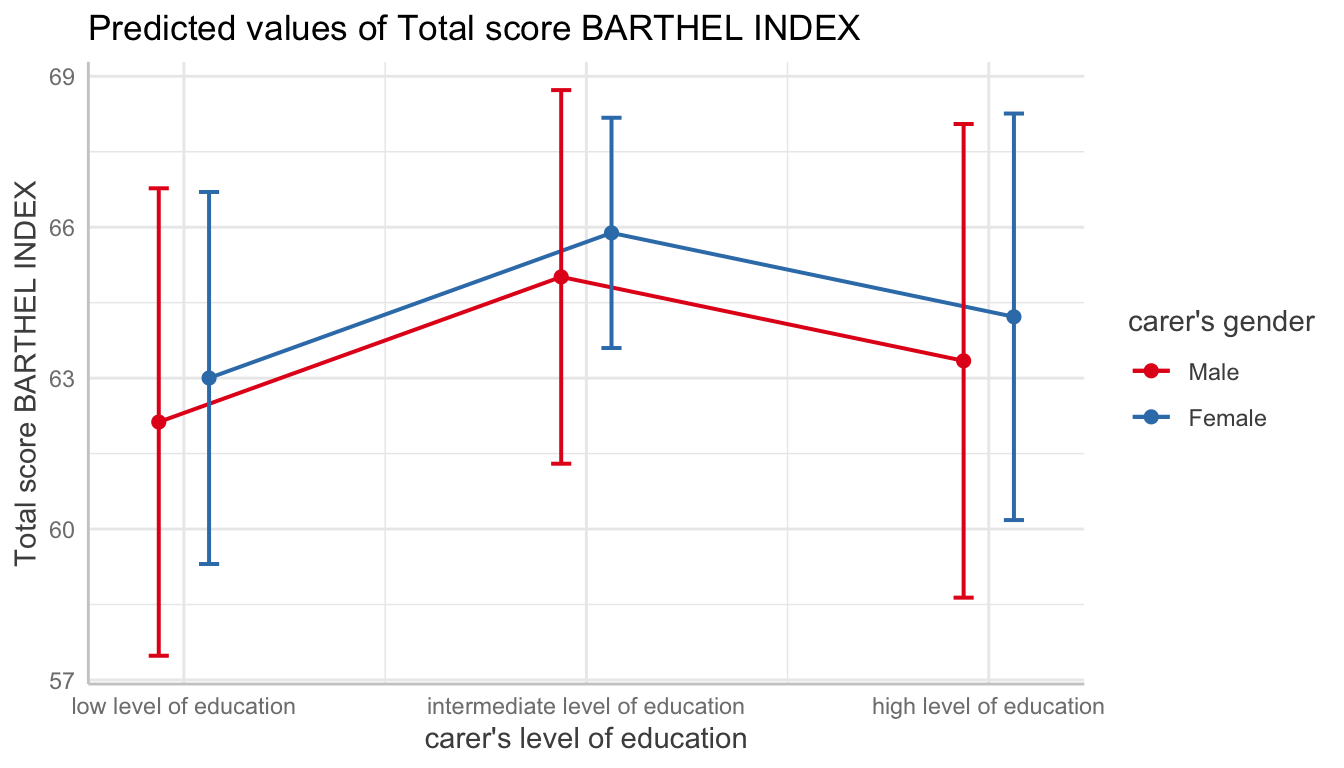 Predicted values of Total score BARTHEL INDEX
Total score BARTHEL INDEX
69
66
63
60
57
low level of education
intermediate level of education
high level of education
carer's level of education
carer's gender
Male
Female